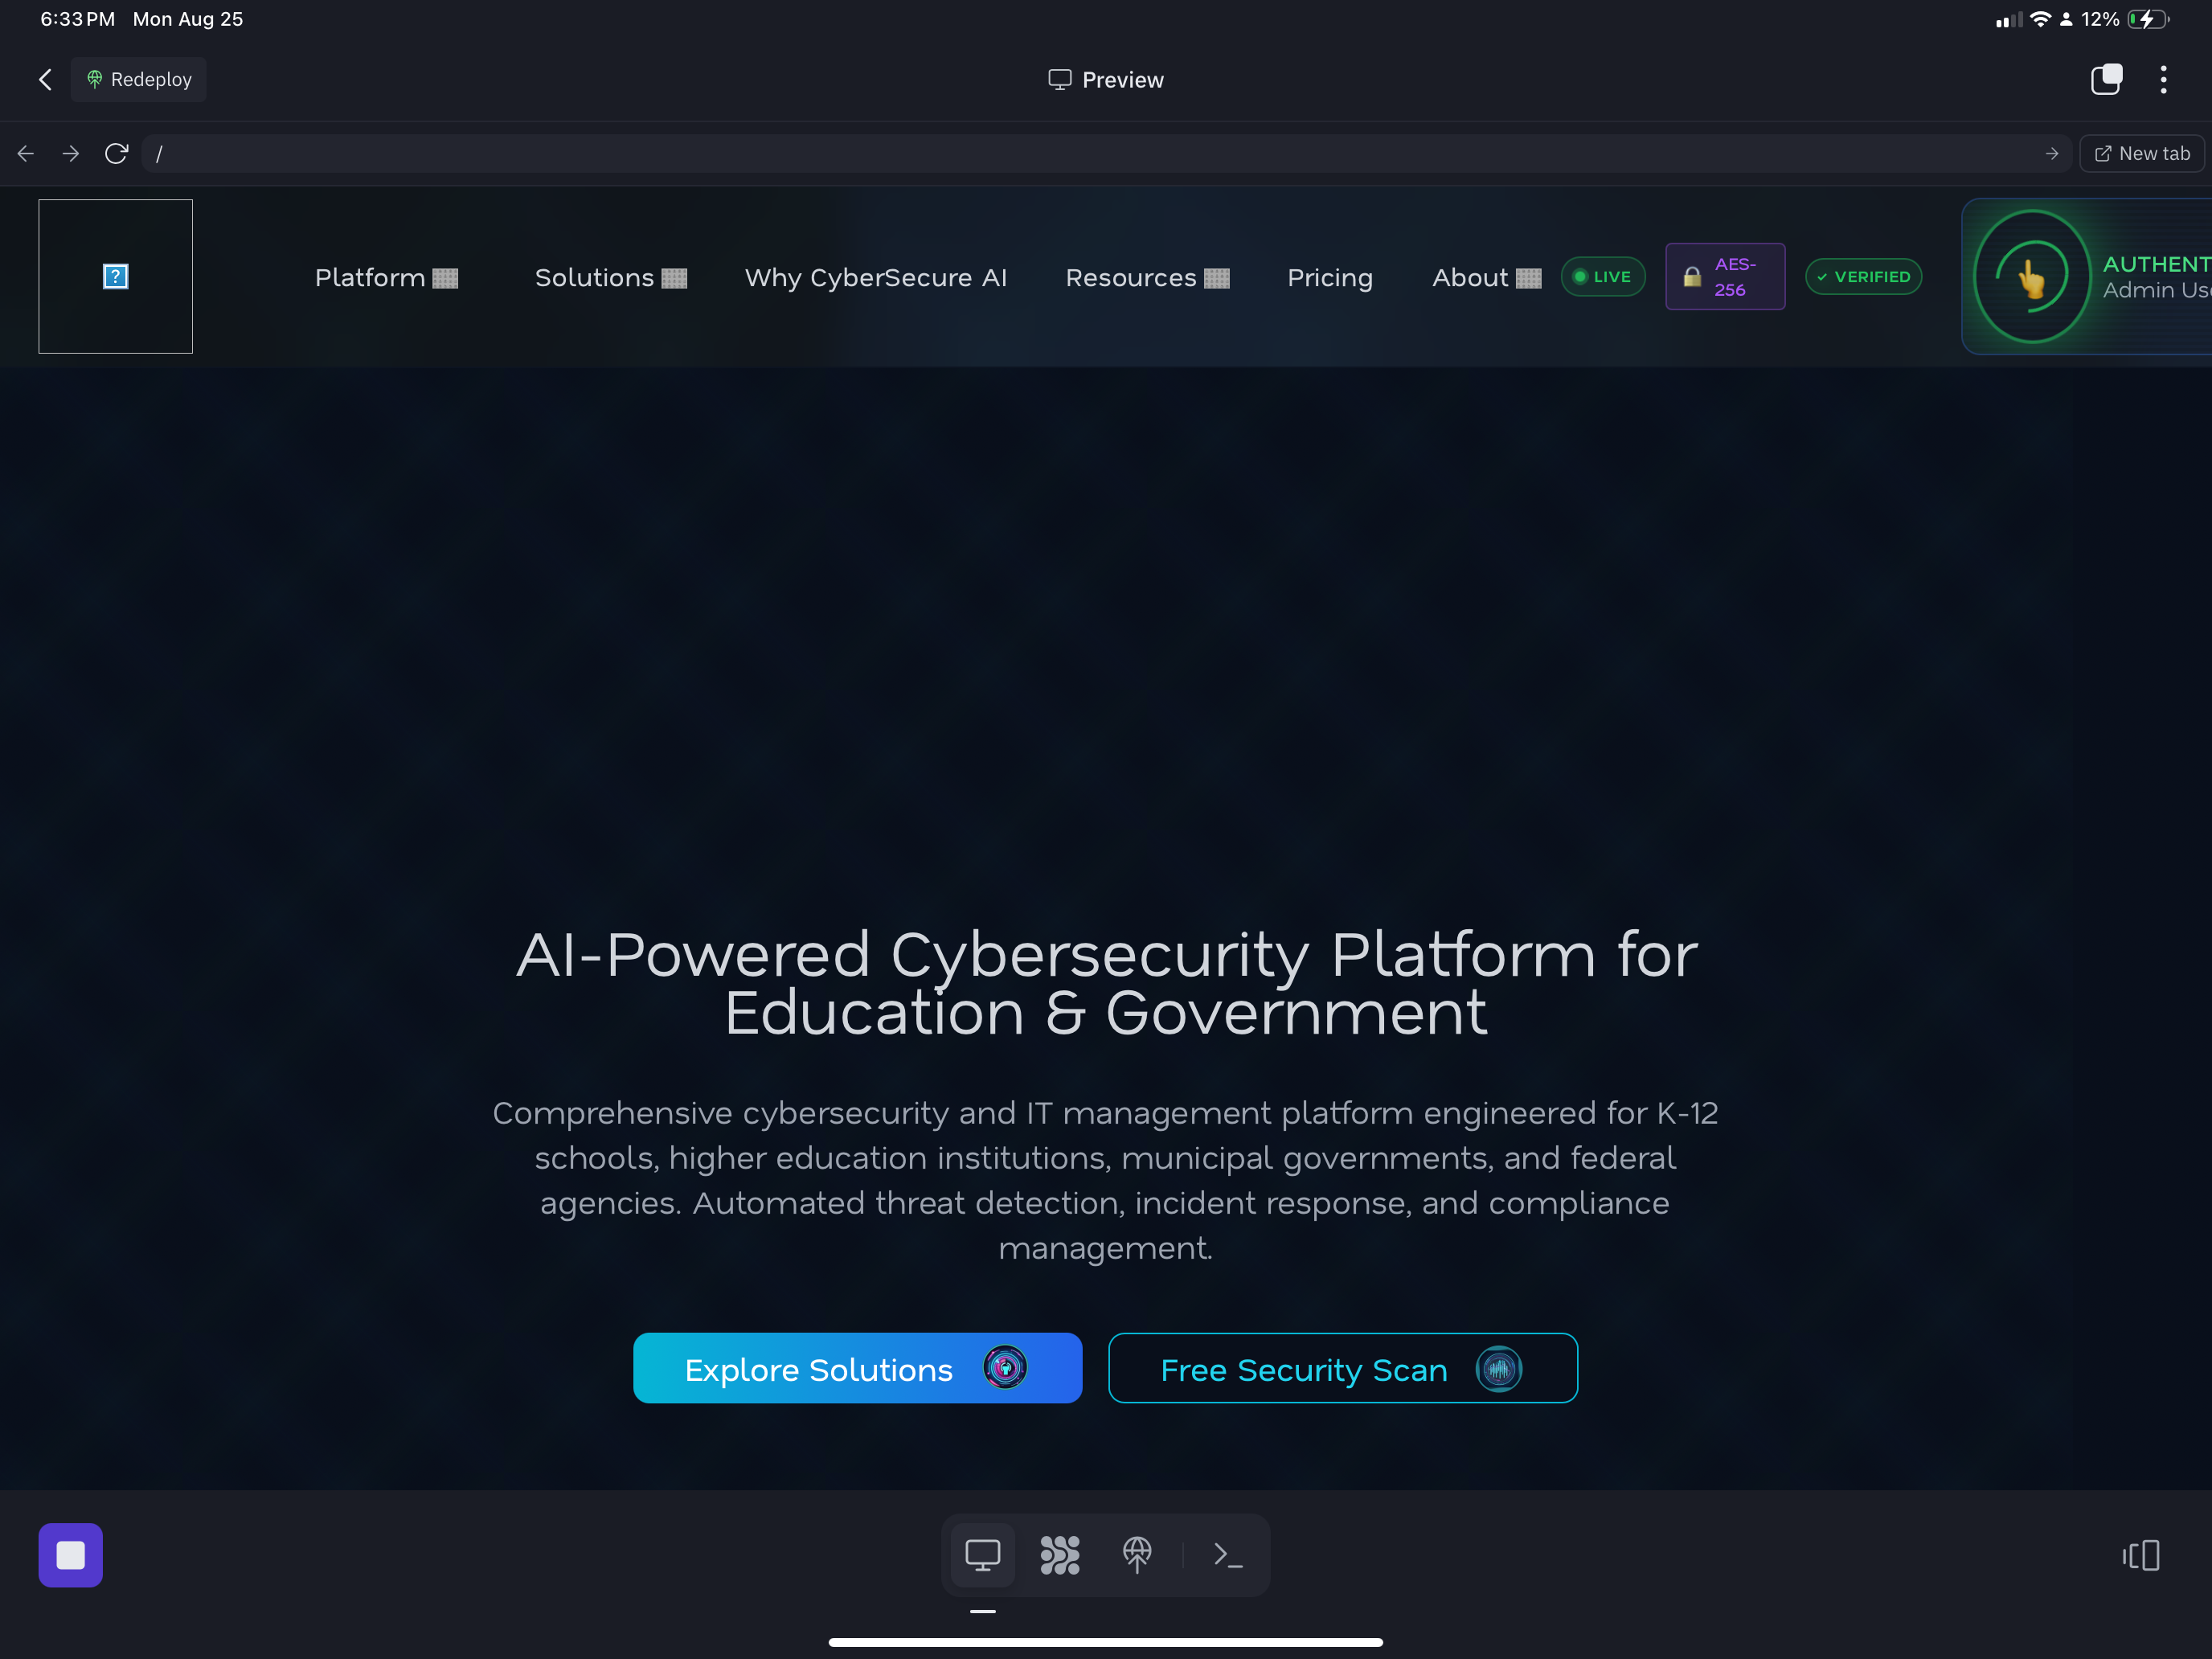 6:33 PM Mon Aug 25
12%
Redeploy
Preview
/
New tab
?
Platform
Solutions
Why CyberSecure AI
Resources
Pricing
About
LIVE
AES-
256
✓ VERIFIED
AUTHENT
Admin Use
AI-Powered Cybersecurity Platform for
Education & Government
Comprehensive cybersecurity and IT management platform engineered for K-12
schools, higher education institutions, municipal governments, and federal
agencies. Automated threat detection, incident response, and compliance
management.
Explore Solutions
Free Security Scan